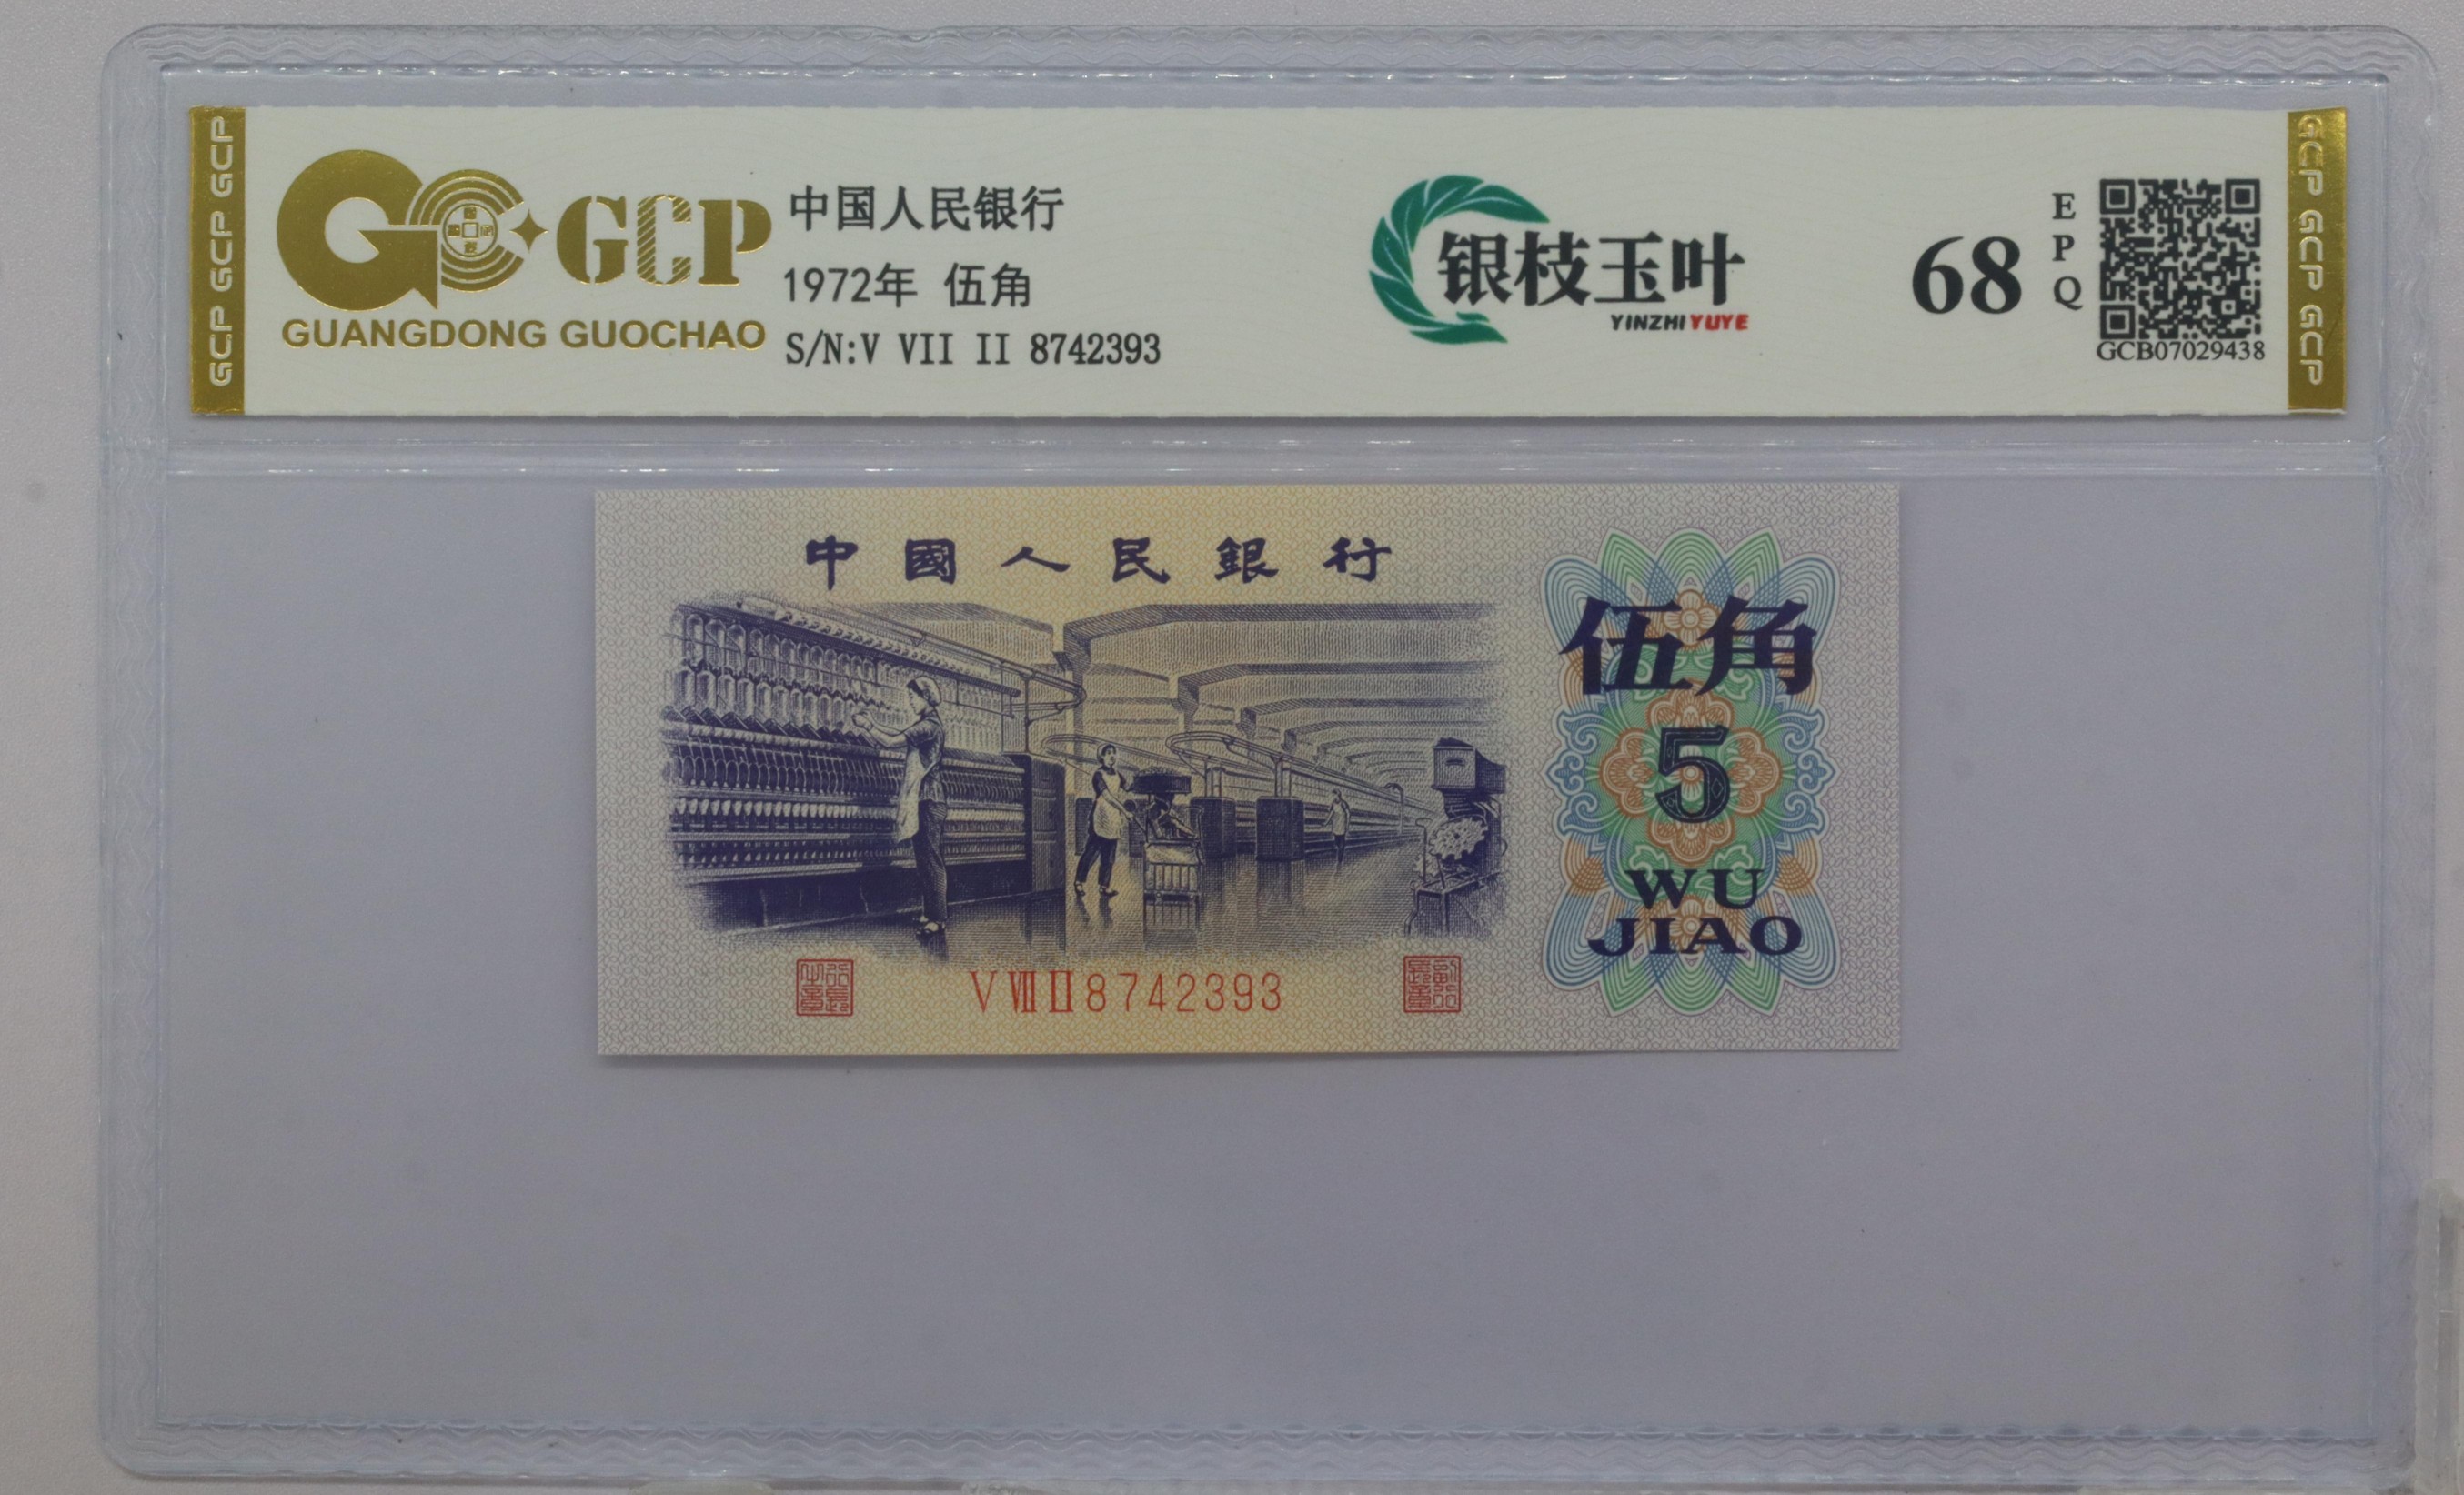 GCP GCP GCP
GCP
GUANGDONG GUOCHAO
中国人民银行
1972年 伍角
S/N:V VII II 8742393
银枝玉叶
YINZHI YUYE
68
EPQ
GCB07029438
GCP GCP GCP
中國人民銀行
伍角
5
WU
JIAO
V VII II 8742393